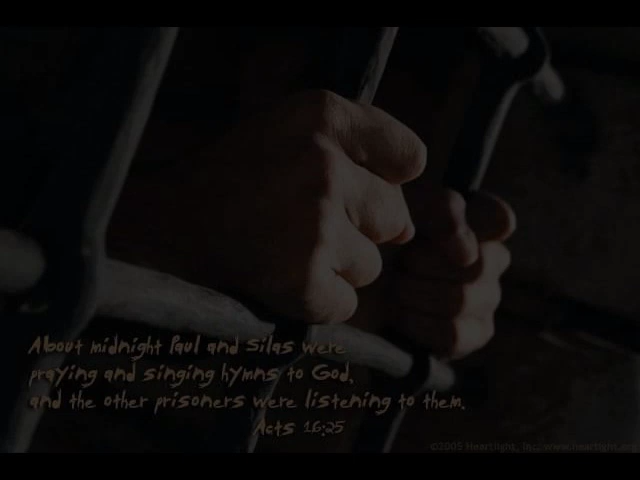 About midnight Paul and Silas were
praying and singing hymns to God,
and the other prisoners were listening to them.
Acts 16:25
©2005 Heartlight, Inc. www.heartlight.org